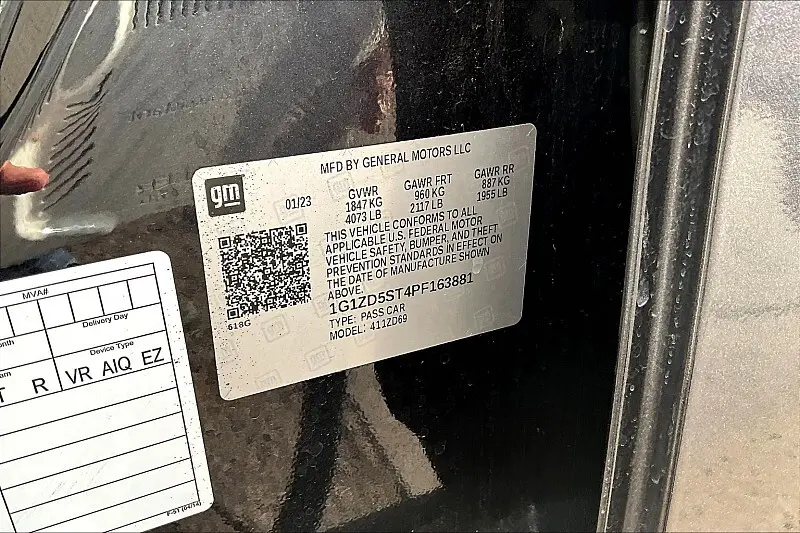 MFD BY GENERAL MOTORS LLC
gm
01/23
GVWR GAWR FRT GAWR RR
1847 KG 960 KG 887 KG
4073 LB 2117 LB 1955 LB
THIS VEHICLE CONFORMS TO ALL
APPLICABLE U.S. FEDERAL MOTOR
VEHICLE SAFETY, BUMPER, AND THEFT
PREVENTION STANDARDS IN EFFECT ON
THE DATE OF MANUFACTURE SHOWN
ABOVE.
1G1ZD5ST4PF163881
618G
TYPE: PASS CAR
MODEL: 411ZD69
MVA#
Delivery Day
Device Type
R VR AIQ EZ
F-51 (04/14)